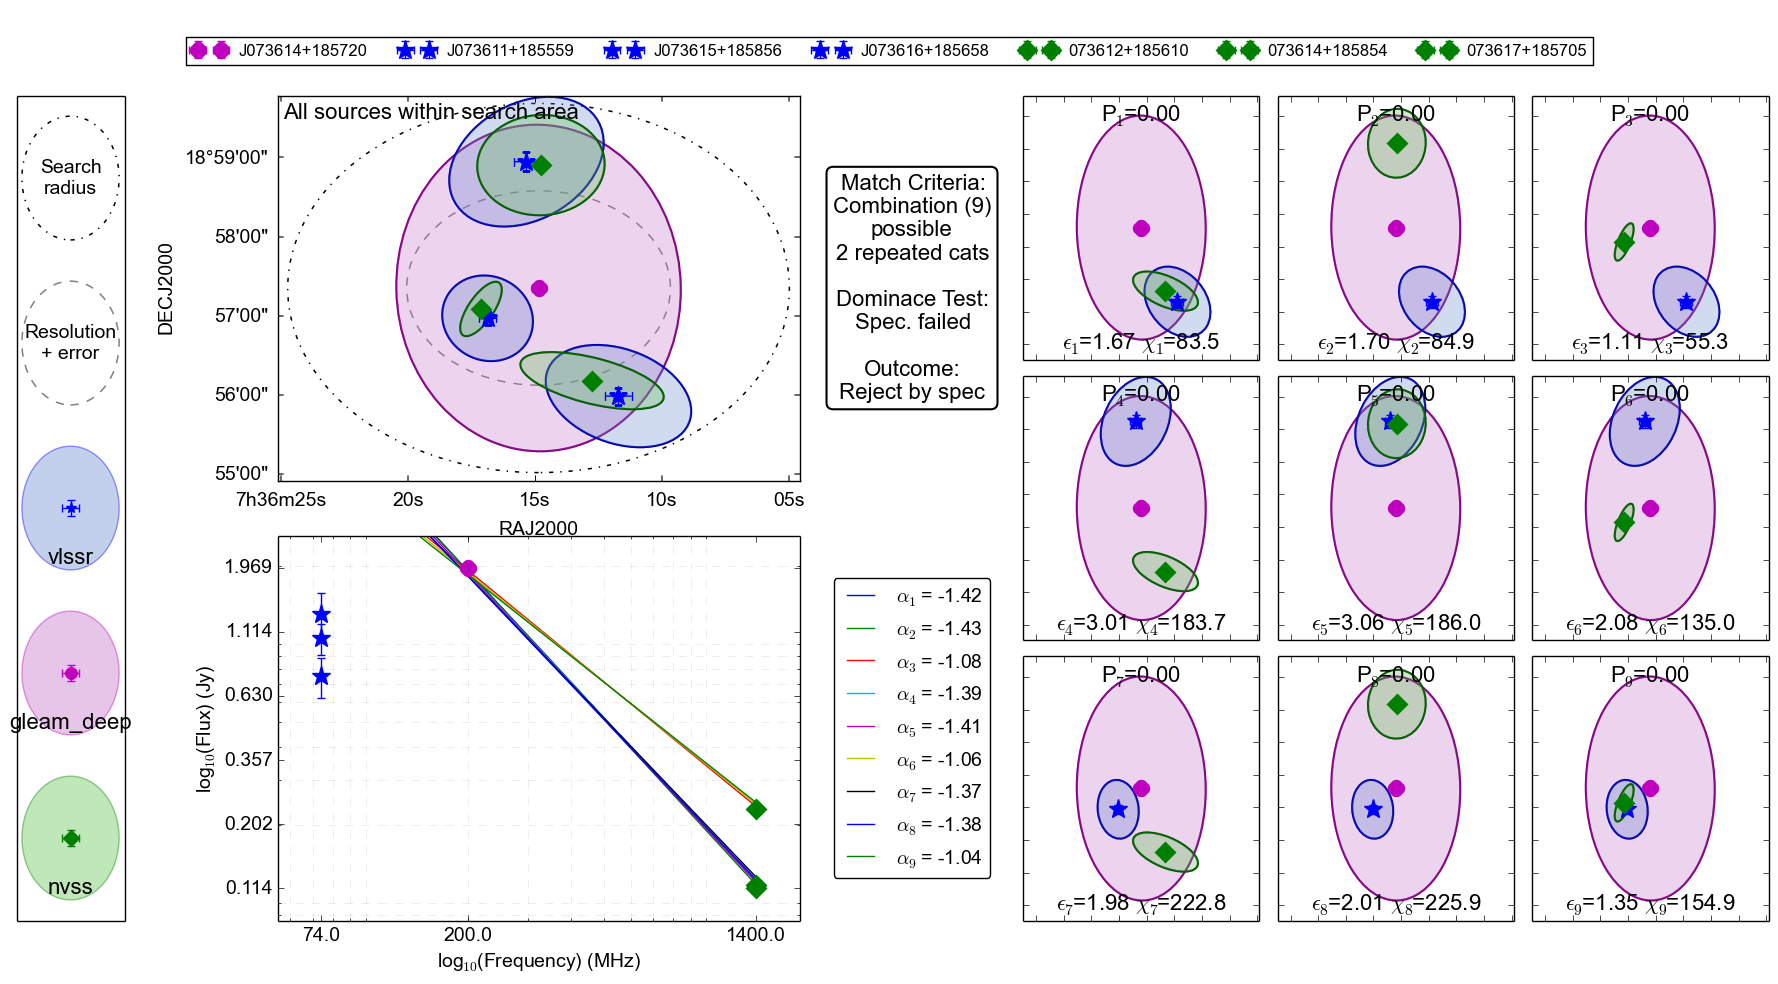 J073614+185720 J073611+185559 J073615+185856 J073616+185658 073612+185610 073614+185854 073617+185705
Search
radius
Resolution
+ error
vlssr
gleam_deep
nvss
All sources within search area
DECJ2000
18°59'00"
58'00"
57'00"
56'00"
55'00"
7h36m25s 20s 15s 10s 05s
RAJ2000
Match Criteria:
Combination (9)
possible
2 repeated cats
Dominace Test:
Spec. failed
Outcome:
Reject by spec
log₁₀(Flux) (Jy)
1.969
1.114
0.630
0.357
0.202
0.114
74.0 200.0 1400.0
log₁₀(Frequency) (MHz)
α₁ = -1.42
α₂ = -1.43
α₃ = -1.08
α₄ = -1.39
α₅ = -1.41
α₆ = -1.06
α₇ = -1.37
α₈ = -1.38
α₉ = -1.04
P₁=0.00
ϵ₁=1.67 χ₁=83.5
P₂=0.00
ϵ₂=1.70 χ₂=84.9
P₃=0.00
ϵ₃=1.11 χ₃=55.3
P₄=0.00
ϵ₄=3.01 χ₄=183.7
P₅=0.00
ϵ₅=3.06 χ₅=186.0
P₆=0.00
ϵ₆=2.08 χ₆=135.0
P₇=0.00
ϵ₇=1.98 χ₇=222.8
P₈=0.00
ϵ₈=2.01 χ₈=225.9
P₉=0.00
ϵ₉=1.35 χ₉=154.9